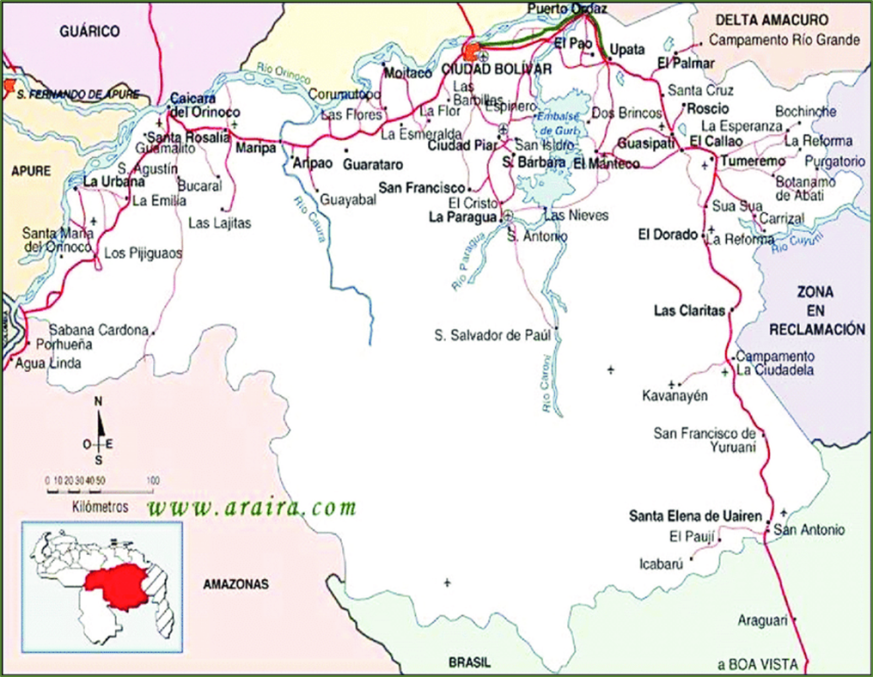 Puerto Ordaz
DELTA AMACURO
GUÁRICO
Campamento Río Grande
El Pao
Upata
El Palmar
CIUDAD BOLÍVAR
Río Orinoco
Moitaco
S. FERNANDO DE APURE
Corumutopo
Las
Barbilles
Espinero
Santa Cruz
Caicara
del Orinoco
Roscio
Bochinche
Las Flores
La Flor
Embalse
de Guri
Dos Brincos
La Esperanza
La Esmeralda
Santa Rosalía
Maripa
Ciudad Piar
San Isidro
Guasipati
El Callao
La Reforma
Guamalito
Aripao
Guarataro
S. Bárbara
El Manteco
Tumeremo
Purgatorio
APURE
S. Agustín
La Urbana
Bucaral
San Francisco
Botanamo
de Abati
La Emilia
Guayabal
El Cristo
Sua Sua
Las Lajitas
La Paragua
Las Nieves
Carrizal
Santa María
del Orinoco
Río Caura
S. Antonio
El Dorado
La Reforma
Río Cuyuni
Los Pijiguaos
Río Paragua
ZONA
EN
RECLAMACIÓN
Las Claritas
Sabana Cardona
S. Salvador de Paúl
Porhueña
Río Caroní
Campamento
La Ciudadela
Agua Linda
Kavanayén
N
O E
S
San Francisco de
Yuruaní
0 10 20 30 40 50 100
Kilómetros
www.araira.com
Santa Elena de Uairen
San Antonio
El Paují
Icabarú
AMAZONAS
Araguari
BRASIL
a BOA VISTA